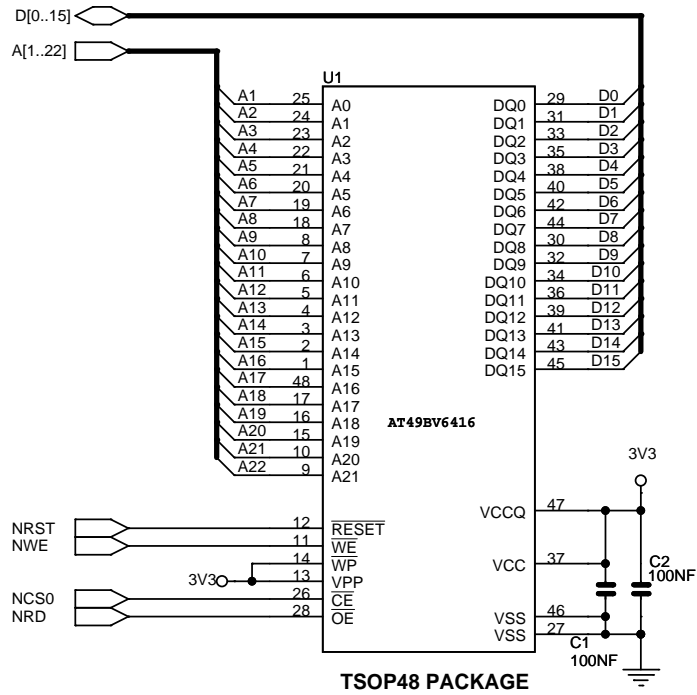 D[0..15]
A[1..22]
U1
A1 25 A0 DQ0 29 D0
A2 24 A1 DQ1 31 D1
A3 23 A2 DQ2 33 D2
A4 22 A3 DQ3 35 D3
A5 21 A4 DQ4 38 D4
A6 20 A5 DQ5 40 D5
A7 19 A6 DQ6 42 D6
A8 18 A7 DQ7 44 D7
A9 8 A8 DQ8 30 D8
A10 7 A9 DQ9 32 D9
A11 6 A10 DQ10 34 D10
A12 5 A11 DQ11 36 D11
A13 4 A12 DQ12 39 D12
A14 3 A13 DQ13 41 D13
A15 2 A14 DQ14 43 D14
A16 1 A15 DQ15 45 D15
A17 48 A16
A18 17 A17
A19 16 A18
A20 15 A19
A21 10 A20
A22 9 A21
AT49BV6416
3V3
VCCQ 47
NRST 12 RESET
NWE 11 WE
14 WP VCC 37
3V3 13 VPP
C2
100NF
NCS0 26 CE
NRD 28 OE VSS 46
VSS 27
C1
100NF
TSOP48 PACKAGE